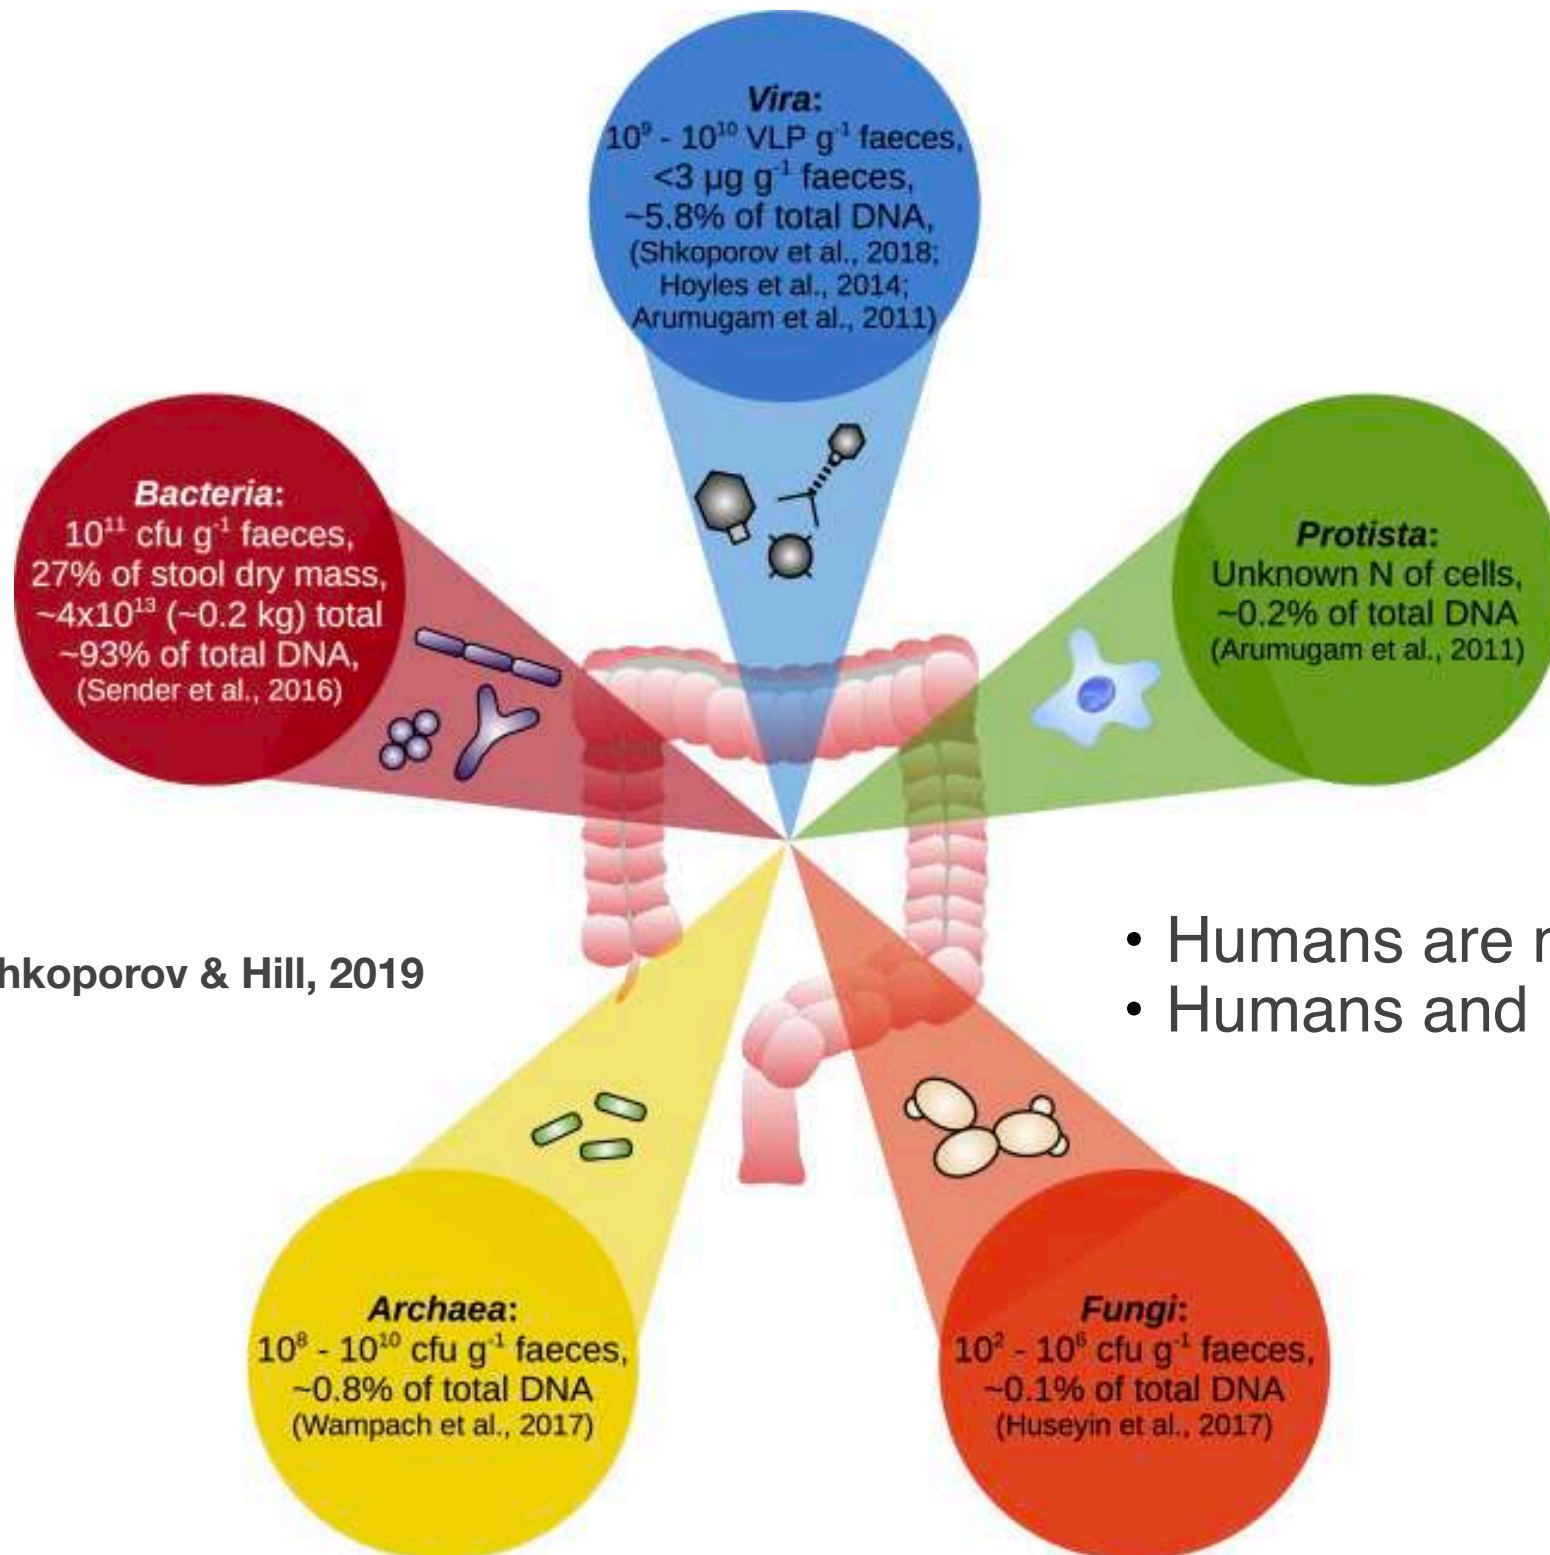 Vira:
10⁹ - 10¹⁰ VLP g⁻¹ faeces,
<3 µg g⁻¹ faeces,
~5.8% of total DNA,
(Shkoporov et al., 2018;
Hoyles et al., 2014;
Arumugam et al., 2011)
Bacteria:
10¹¹ cfu g⁻¹ faeces,
27% of stool dry mass,
~4x10¹³ (~0.2 kg) total
~93% of total DNA,
(Sender et al., 2016)
Protista:
Unknown N of cells,
~0.2% of total DNA
(Arumugam et al., 2011)
hkoporov & Hill, 2019
• Humans are
• Humans and
Archaea:
10⁸ - 10¹⁰ cfu g⁻¹ faeces,
~0.8% of total DNA
(Wampach et al., 2017)
Fungi:
10² - 10⁶ cfu g⁻¹ faeces,
~0.1% of total DNA
(Huseyin et al., 2017)